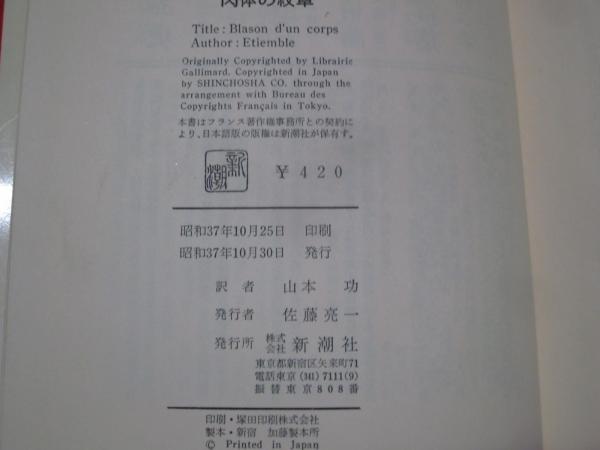 肉体の紋章
Title : Blason d'un corps
Author : Etiemble
Originally Copyrighted by Librairie
Gallimard. Copyrighted in Japan
by SHINCHOSHA CO. through the
arrangement with Bureau des
Copyrights Français in Tokyo.
本書はフランス著作権事務所との契約に
より、日本語版の版権は新潮社が保有す。
新潮
¥ 420
昭和37年10月25日 印刷
昭和37年10月30日 発行
訳者 山本 功
発行者 佐藤亮一
発行所 株式会社 新潮社
東京都新宿区矢来町71
電話東京 (341) 7111(9)
振替東京 808番
印刷・塚田印刷株式会社
製本・新宿 加藤製本所
© Printed in Japan